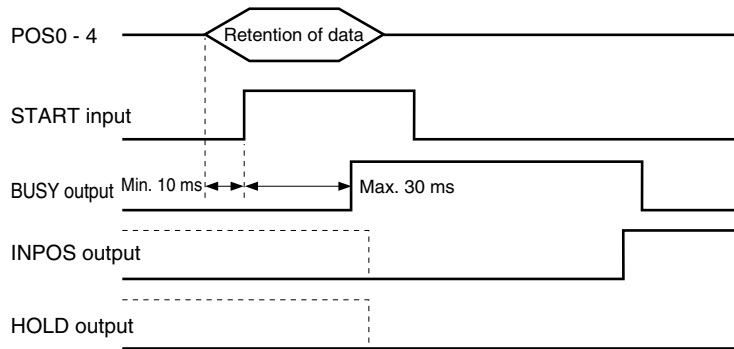 POS0 - 4
Retention of data
START input
BUSY output
Min. 10 ms
Max. 30 ms
INPOS output
HOLD output